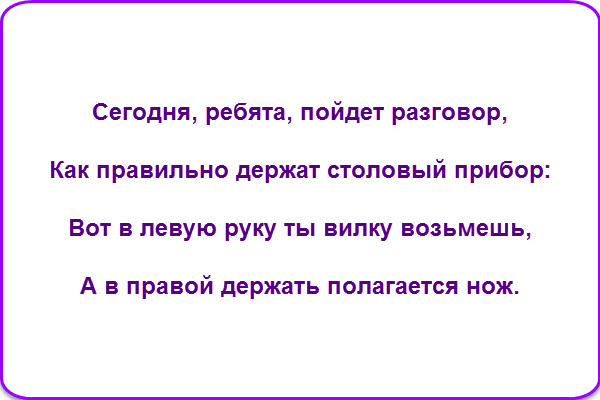 Сегодня, ребята, пойдет разговор,
Как правильно держат столовый прибор:
Вот в левую руку ты вилку возьмешь,
А в правой держать полагается нож.